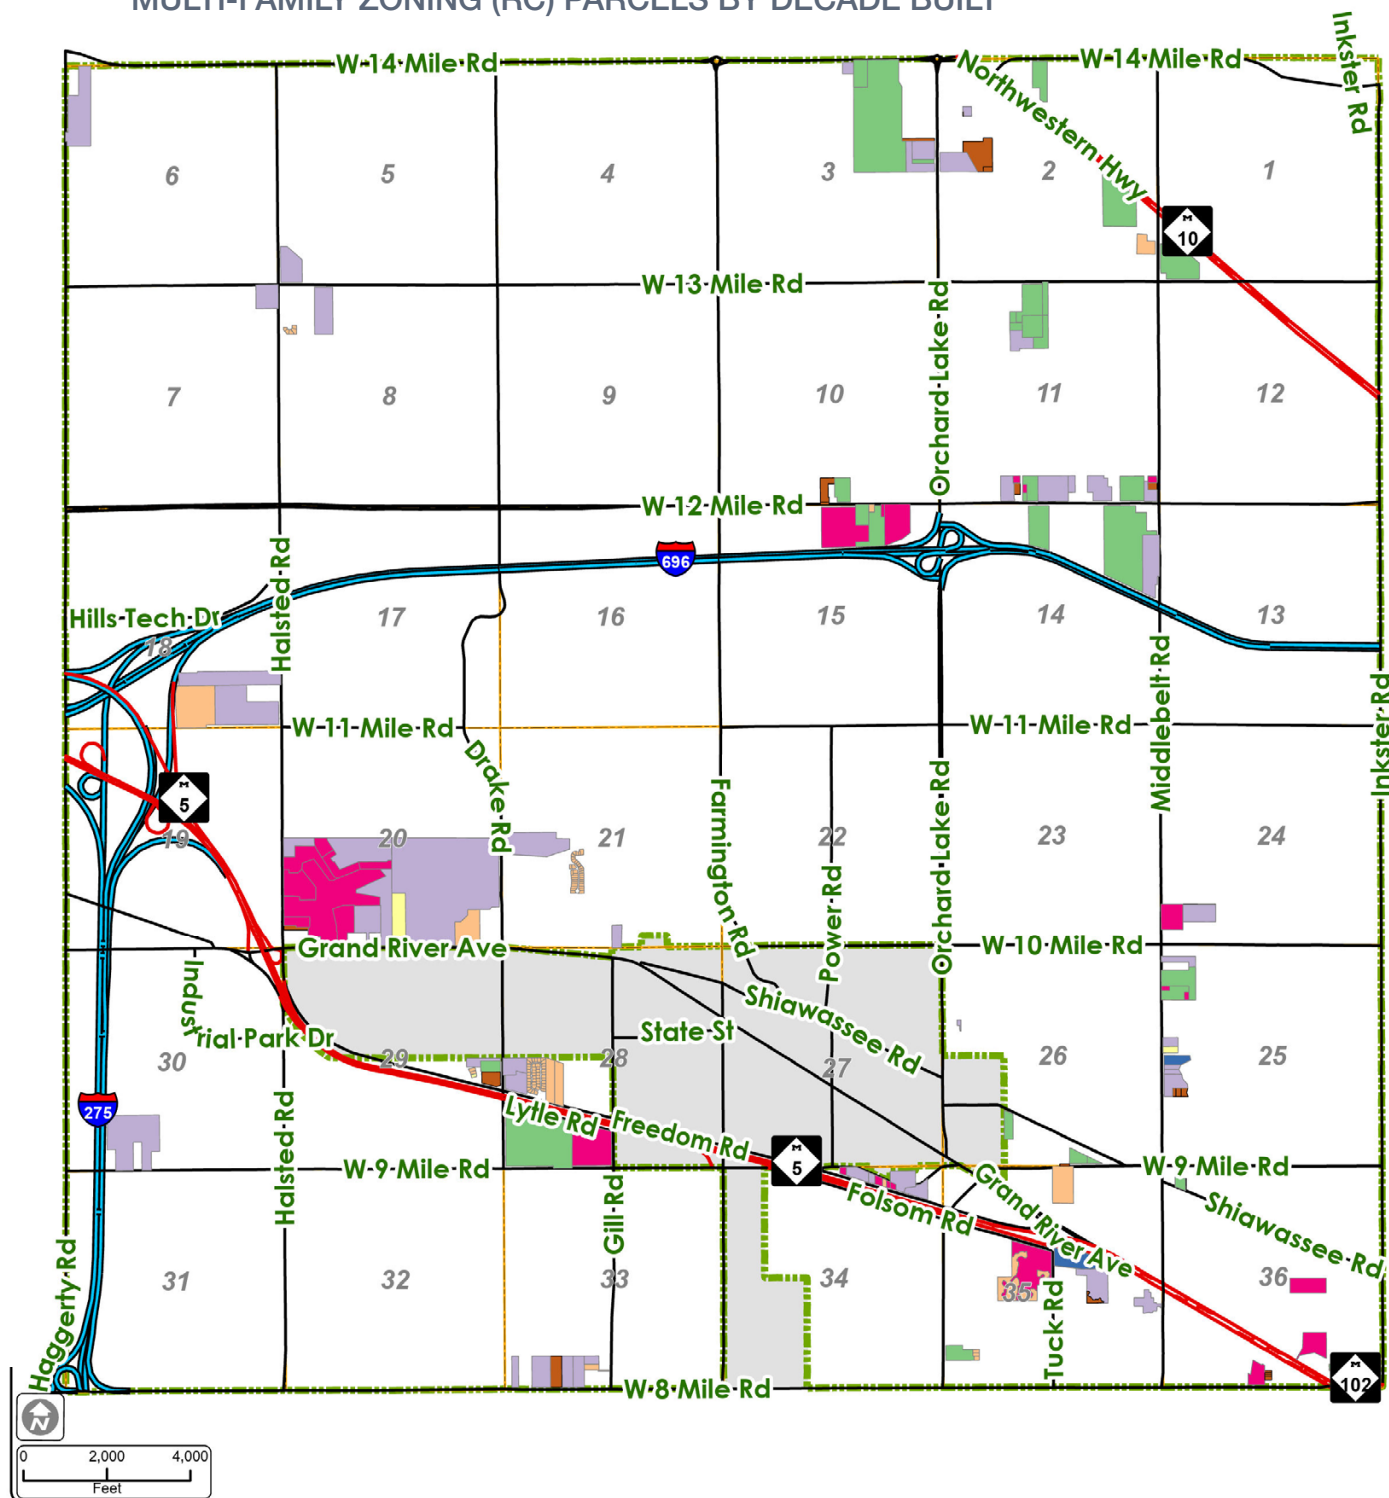 MULTI-FAMILY ZONING (RC) PARCELS BY DECADE BUILT
W 14 Mile Rd
W 14 Mile Rd
Inkster Rd
Northwestern Hwy
6
5
4
3
2
1
M
10
W 13 Mile Rd
Orchard Lake Rd
7
8
9
10
11
12
W 12 Mile Rd
696
Halsted Rd
Hills Tech Dr
18
17
16
15
14
13
Middlebelt Rd
Inkster Rd
W 11 Mile Rd
W 11 Mile Rd
Drake Rd
Farmington Rd
Power Rd
Orchard Lake Rd
M
5
19
20
21
22
23
24
Grand River Ave
W 10 Mile Rd
Industrial Park Dr
Shiawassee Rd
State St
30
29
28
27
26
25
275
Halsted Rd
Lytle Rd
Freedom Rd
W 9 Mile Rd
M
5
W 9 Mile Rd
Gill Rd
Folsom Rd
Grand River Ave
Shiawassee Rd
Haggerty Rd
31
32
33
34
35
36
Tuck Rd
W 8 Mile Rd
M
102
N
0 2,000 4,000
Feet